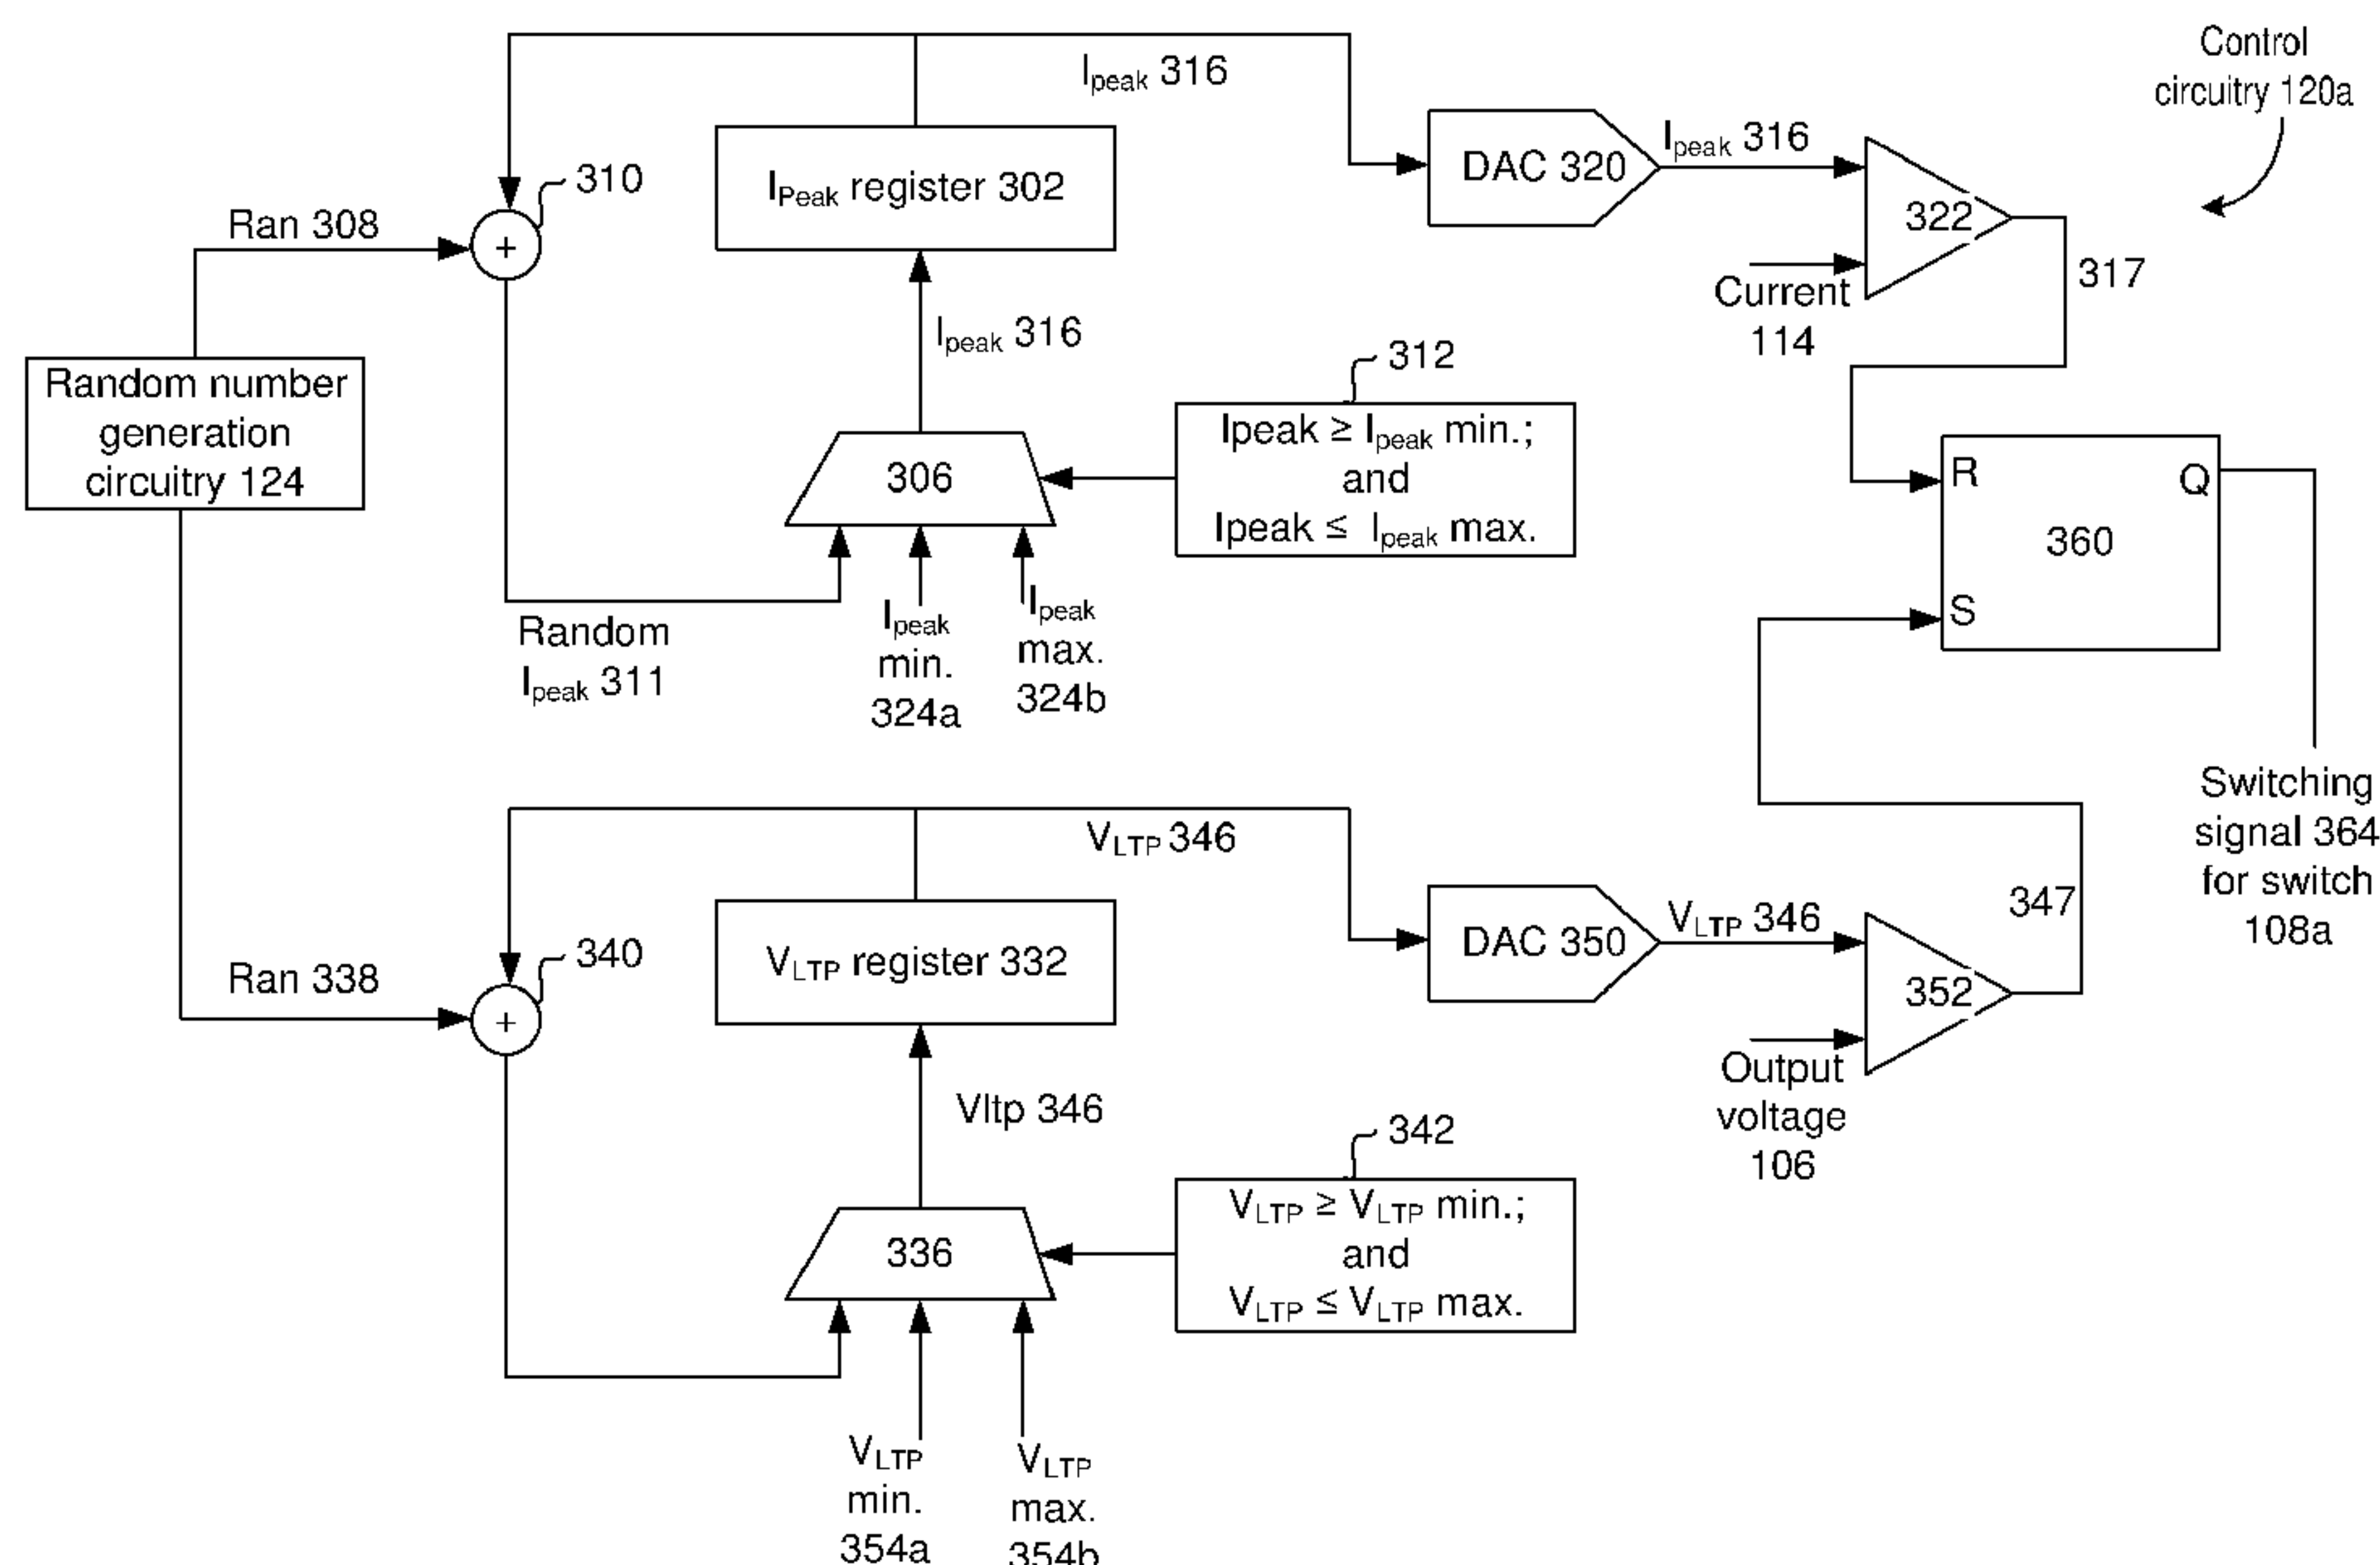 Control
circuitry 120a
Ipeak 316
310
IPeak register 302
DAC 320
Ipeak 316
322
317
Ran 308
+
Current
114
Ipeak 316
312
Random number
generation
circuitry 124
306
Ipeak ≥ Ipeak min.;
and
Ipeak ≤ Ipeak max.
R
Q
360
S
Random
Ipeak 311
Ipeak
min.
324a
Ipeak
max.
324b
Switching
signal 364
for switch
108a
VLTP 346
340
VLTP register 332
DAC 350
VLTP 346
352
347
Ran 338
+
Output
voltage
106
Vltp 346
342
336
VLTP ≥ VLTP min.;
and
VLTP ≤ VLTP max.
VLTP
min.
354a
VLTP
max.
354b